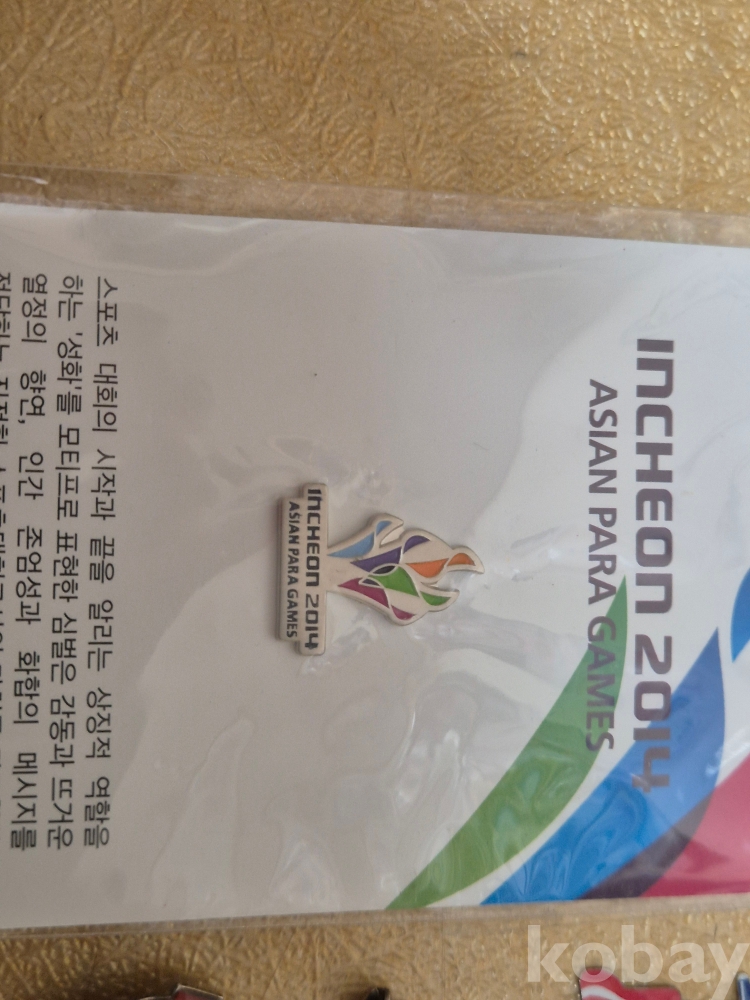 INCHEON 2014
ASIAN PARA GAMES
INCHEON 2014
ASIAN PARA GAMES
스포츠 대회의 시작과 끝을 알리는 상징적 역할을
하는 '성화'를 모티프로 표현한 심벌은 감동과 뜨거운
열정의 향연, 인간 존엄성과 화합의 메시지를
kobay